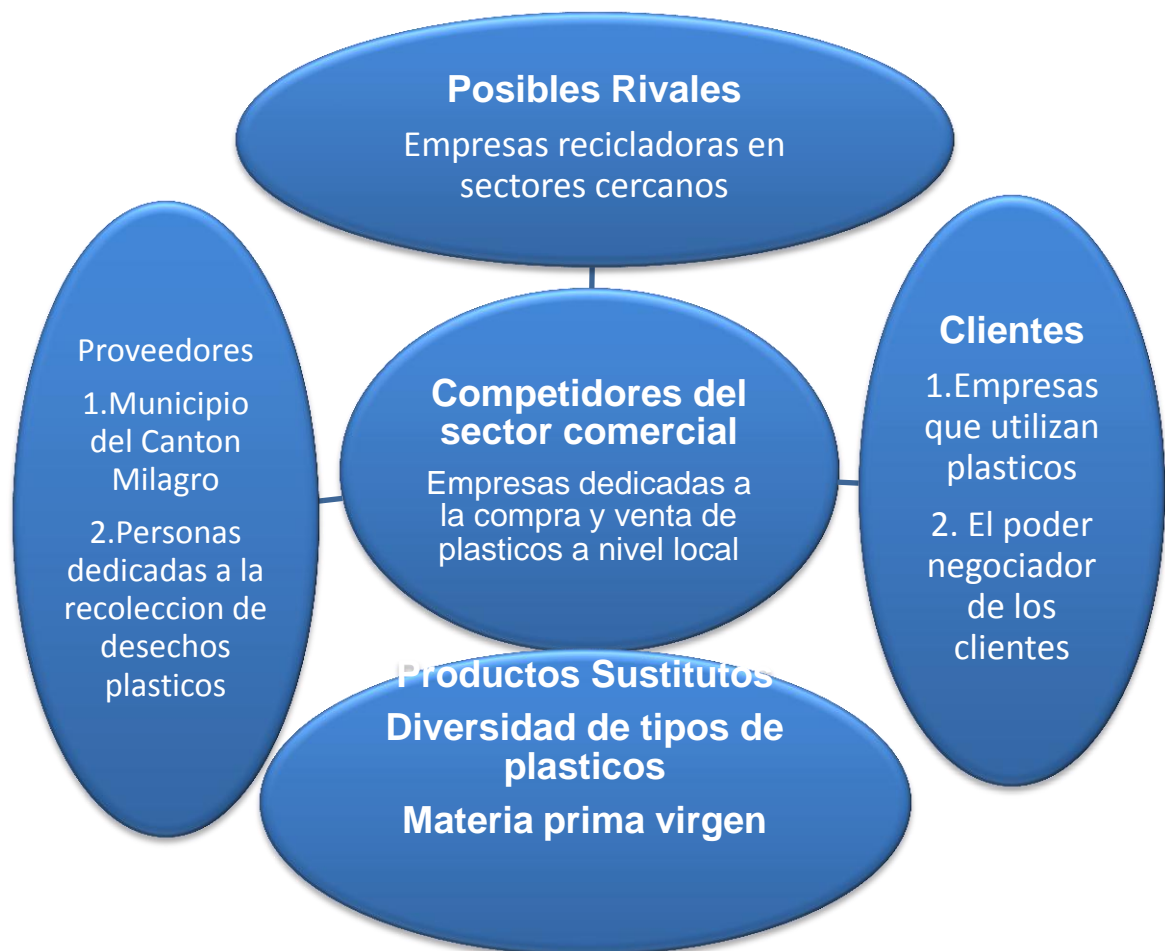 Posibles Rivales
Empresas recicladoras en
sectores cercanos
Proveedores
1.Municipio
del Canton
Milagro
2.Personas
dedicadas a la
recoleccion de
desechos
plasticos
Competidores del
sector comercial
Empresas dedicadas a
la compra y venta de
plasticos a nivel local
Clientes
1.Empresas
que utilizan
plasticos
2. El poder
negociador
de los
clientes
Productos Sustitutos
Diversidad de tipos de
plasticos
Materia prima virgen